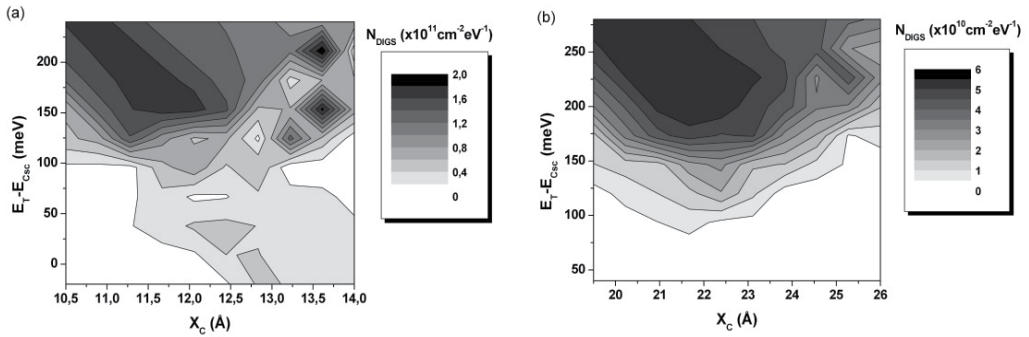 (a)
N_DIGS (x10^11 cm^-2 eV^-1)
2,0
1,6
1,2
0,8
0,4
0
E_T-E_Csc (meV)
200
150
100
50
0
10,5 11,0 11,5 12,0 12,5 13,0 13,5 14,0
X_C (Å)
(b)
N_DIGS (x10^10 cm^-2 eV^-1)
6
5
4
3
2
1
0
E_T-E_Csc (meV)
250
200
150
100
50
20 21 22 23 24 25 26
X_C (Å)